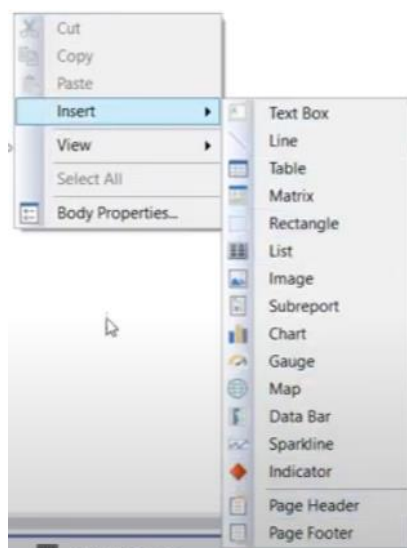 Cut
Copy
Paste
Insert
View
Select All
Body Properties...
Text Box
Line
Table
Matrix
Rectangle
List
Image
Subreport
Chart
Gauge
Map
Data Bar
Sparkline
Indicator
Page Header
Page Footer